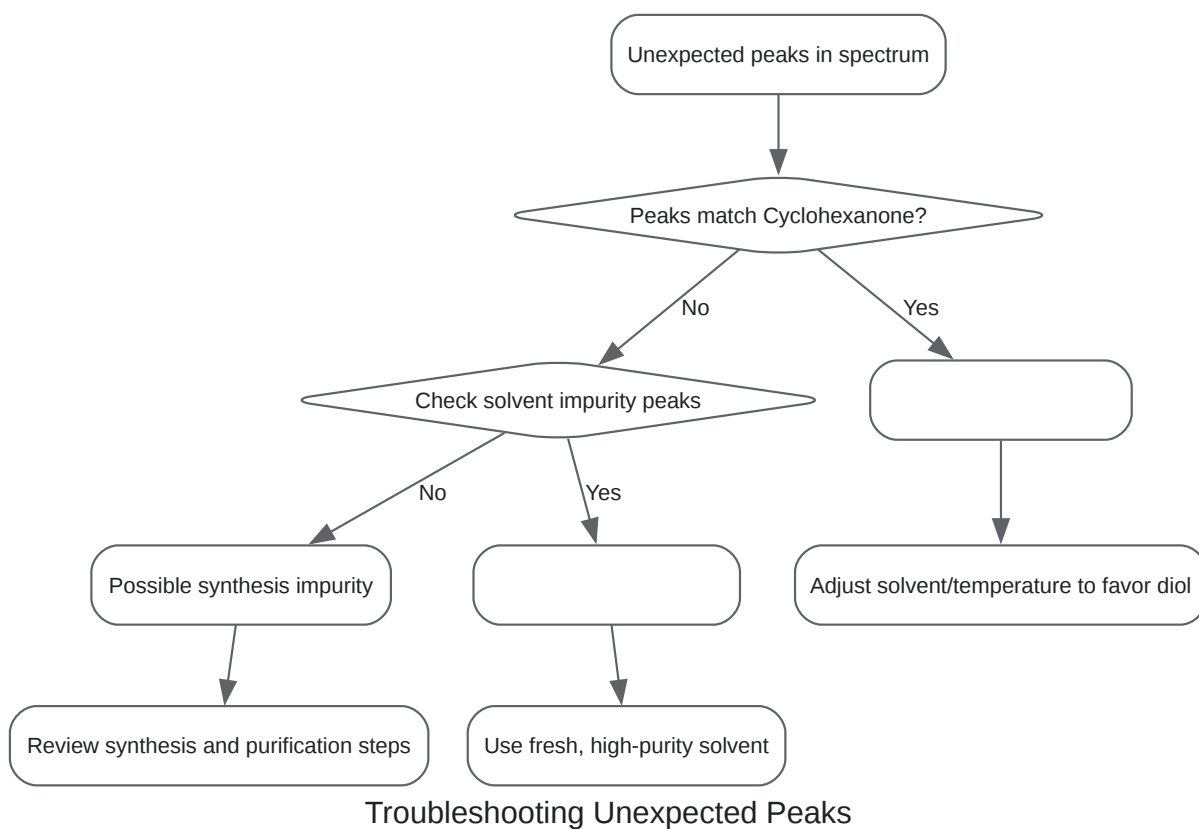 Unexpected peaks in spectrum
Peaks match Cyclohexanone?
No
Yes
Check solvent impurity peaks
No
Yes
Possible synthesis impurity
Adjust solvent/temperature to favor diol
Review synthesis and purification steps
Use fresh, high-purity solvent
Troubleshooting Unexpected Peaks